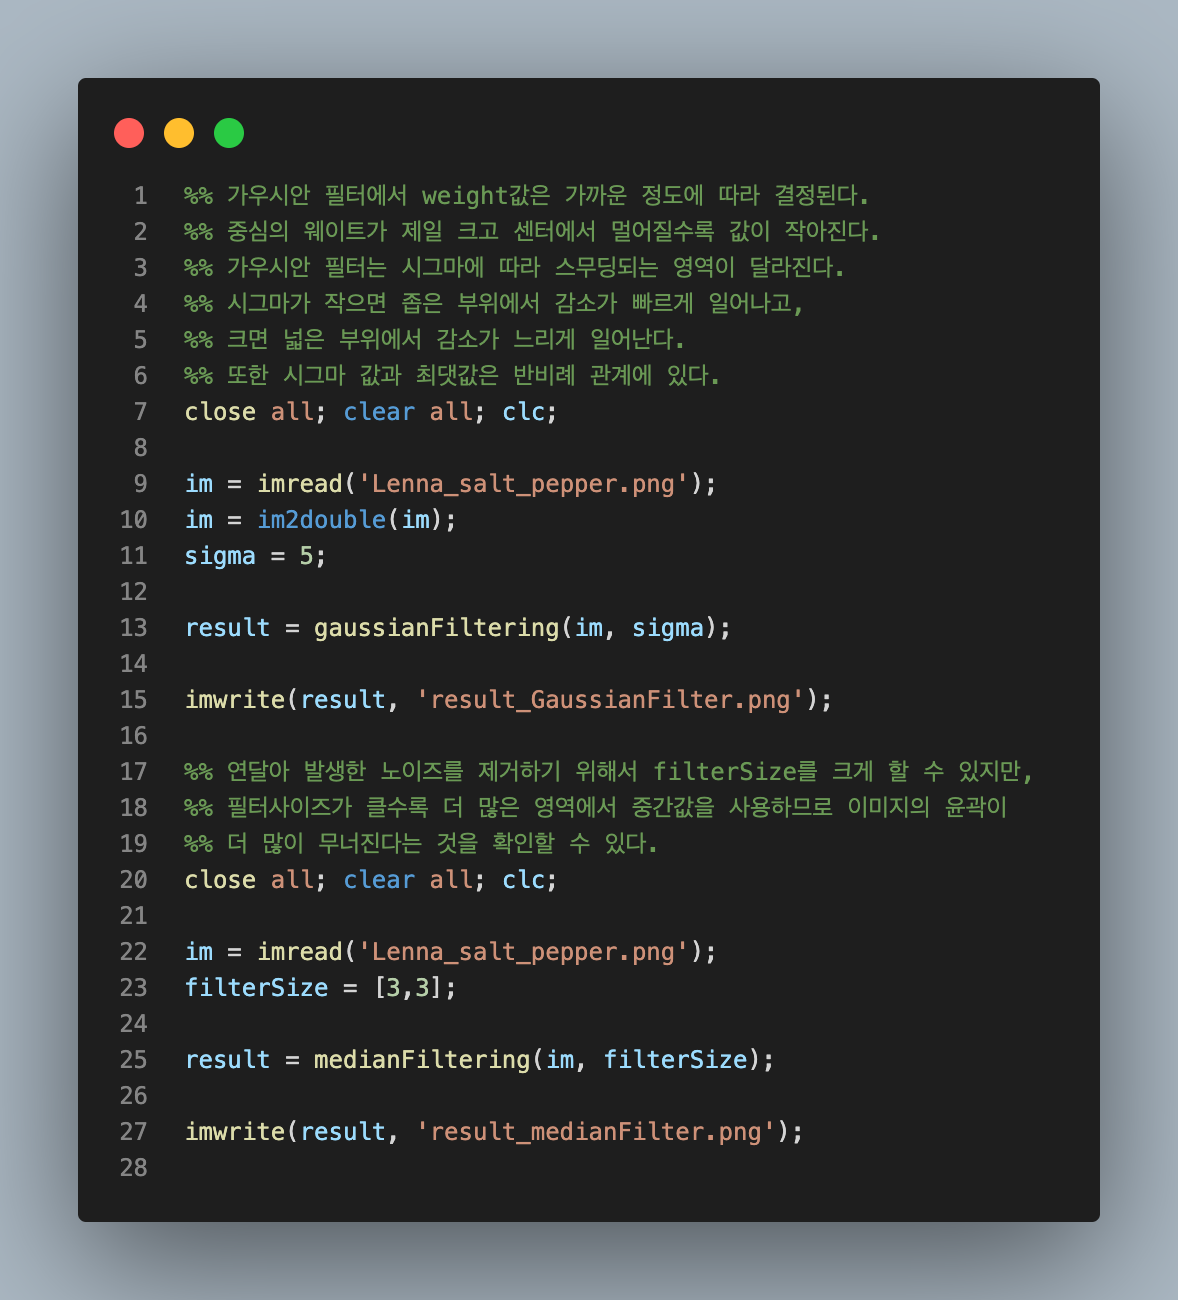 1 %% 가우시안 필터에서 weight값은 가까운 정도에 따라 결정된다.
2 %% 중심의 웨이트가 제일 크고 센터에서 멀어질수록 값이 작아진다.
3 %% 가우시안 필터는 시그마에 따라 스무딩되는 영역이 달라진다.
4 %% 시그마가 작으면 좁은 부위에서 감소가 빠르게 일어나고,
5 %% 크면 넓은 부위에서 감소가 느리게 일어난다.
6 %% 또한 시그마 값과 최댓값은 반비례 관계에 있다.
7 close all; clear all; clc;
8
9 im = imread('Lenna_salt_pepper.png');
10 im = im2double(im);
11 sigma = 5;
12
13 result = gaussianFiltering(im, sigma);
14
15 imwrite(result, 'result_GaussianFilter.png');
16
17 %% 연달아 발생한 노이즈를 제거하기 위해서 filterSize를 크게 할 수 있지만,
18 %% 필터사이즈가 클수록 더 많은 영역에서 중간값을 사용하므로 이미지의 윤곽이
19 %% 더 많이 무너진다는 것을 확인할 수 있다.
20 close all; clear all; clc;
21
22 im = imread('Lenna_salt_pepper.png');
23 filterSize = [3,3];
24
25 result = medianFiltering(im, filterSize);
26
27 imwrite(result, 'result_medianFilter.png');
28